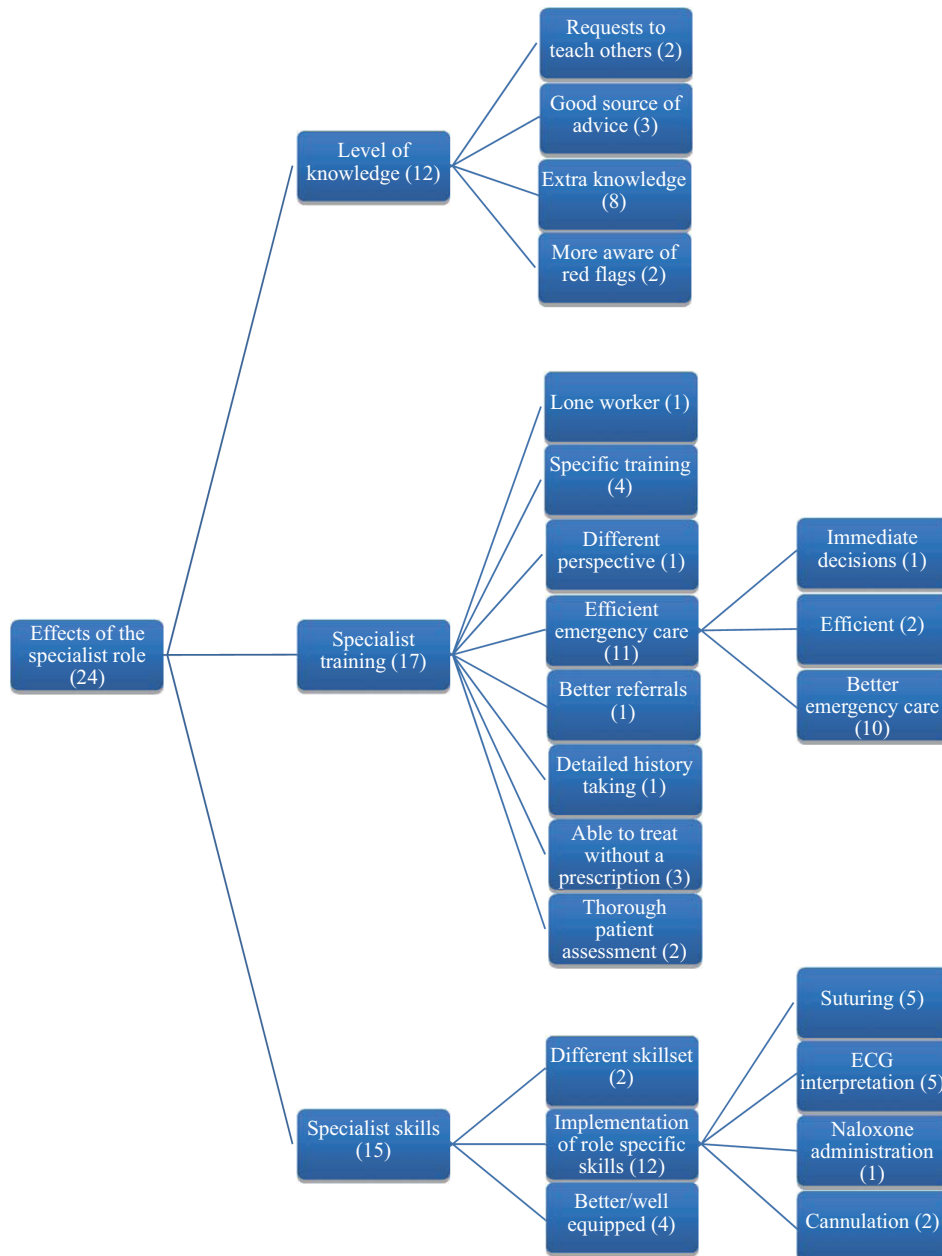 Effects of the
specialist role
(24)
Level of
knowledge (12)
Requests to
teach others (2)
Good source of
advice (3)
Extra knowledge
(8)
More aware of
red flags (2)
Specialist
training (17)
Lone worker (1)
Specific training
(4)
Different
perspective (1)
Efficient
emergency care
(11)
Immediate
decisions (1)
Efficient (2)
Better
emergency care
(10)
Better referrals
(1)
Detailed history
taking (1)
Able to treat
without a
prescription (3)
Thorough
patient
assessment (2)
Specialist skills
(15)
Different skillset
(2)
Implementation
of role specific
skills (12)
Suturing (5)
ECG
interpretation (5)
Naloxone
administration
(1)
Cannulation (2)
Better/well
equipped (4)